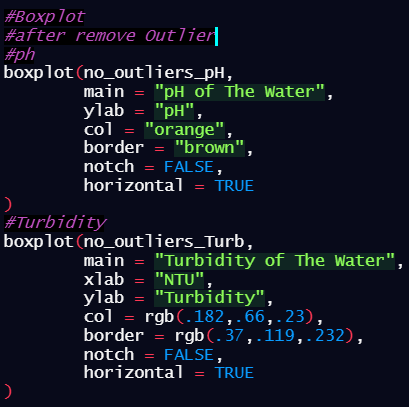 #Boxplot
#after remove Outlier
#ph
boxplot(no_outliers_pH,
        main = "pH of The Water",
        ylab = "pH",
        col = "orange",
        border = "brown",
        notch = FALSE,
        horizontal = TRUE
)
#Turbidity
boxplot(no_outliers_Turb,
        main = "Turbidity of The Water",
        xlab = "NTU",
        ylab = "Turbidity",
        col = rgb(.182,.66,.23),
        border = rgb(.37,.119,.232),
        notch = FALSE,
        horizontal = TRUE
)